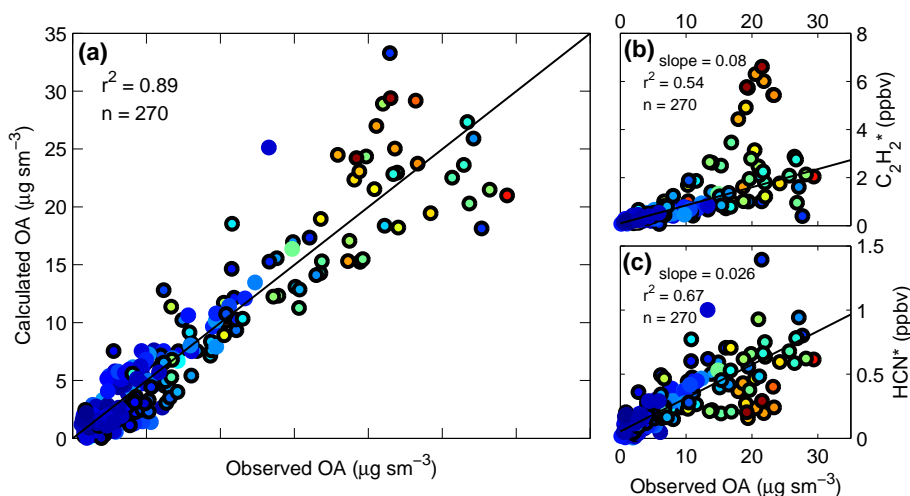 (a)
r² = 0.89
n = 270
35
30
25
20
15
10
5
0
Calculated OA (μg sm⁻³)
Observed OA (μg sm⁻³)
(b)
0 10 20 30
slope = 0.08
r² = 0.54
n = 270
8
6
4
2
0
C₂H₂* (ppbv)
(c)
slope = 0.026
r² = 0.67
n = 270
1.5
1
0.5
0
HCN* (ppbv)
0 10 20 30
Observed OA (μg sm⁻³)